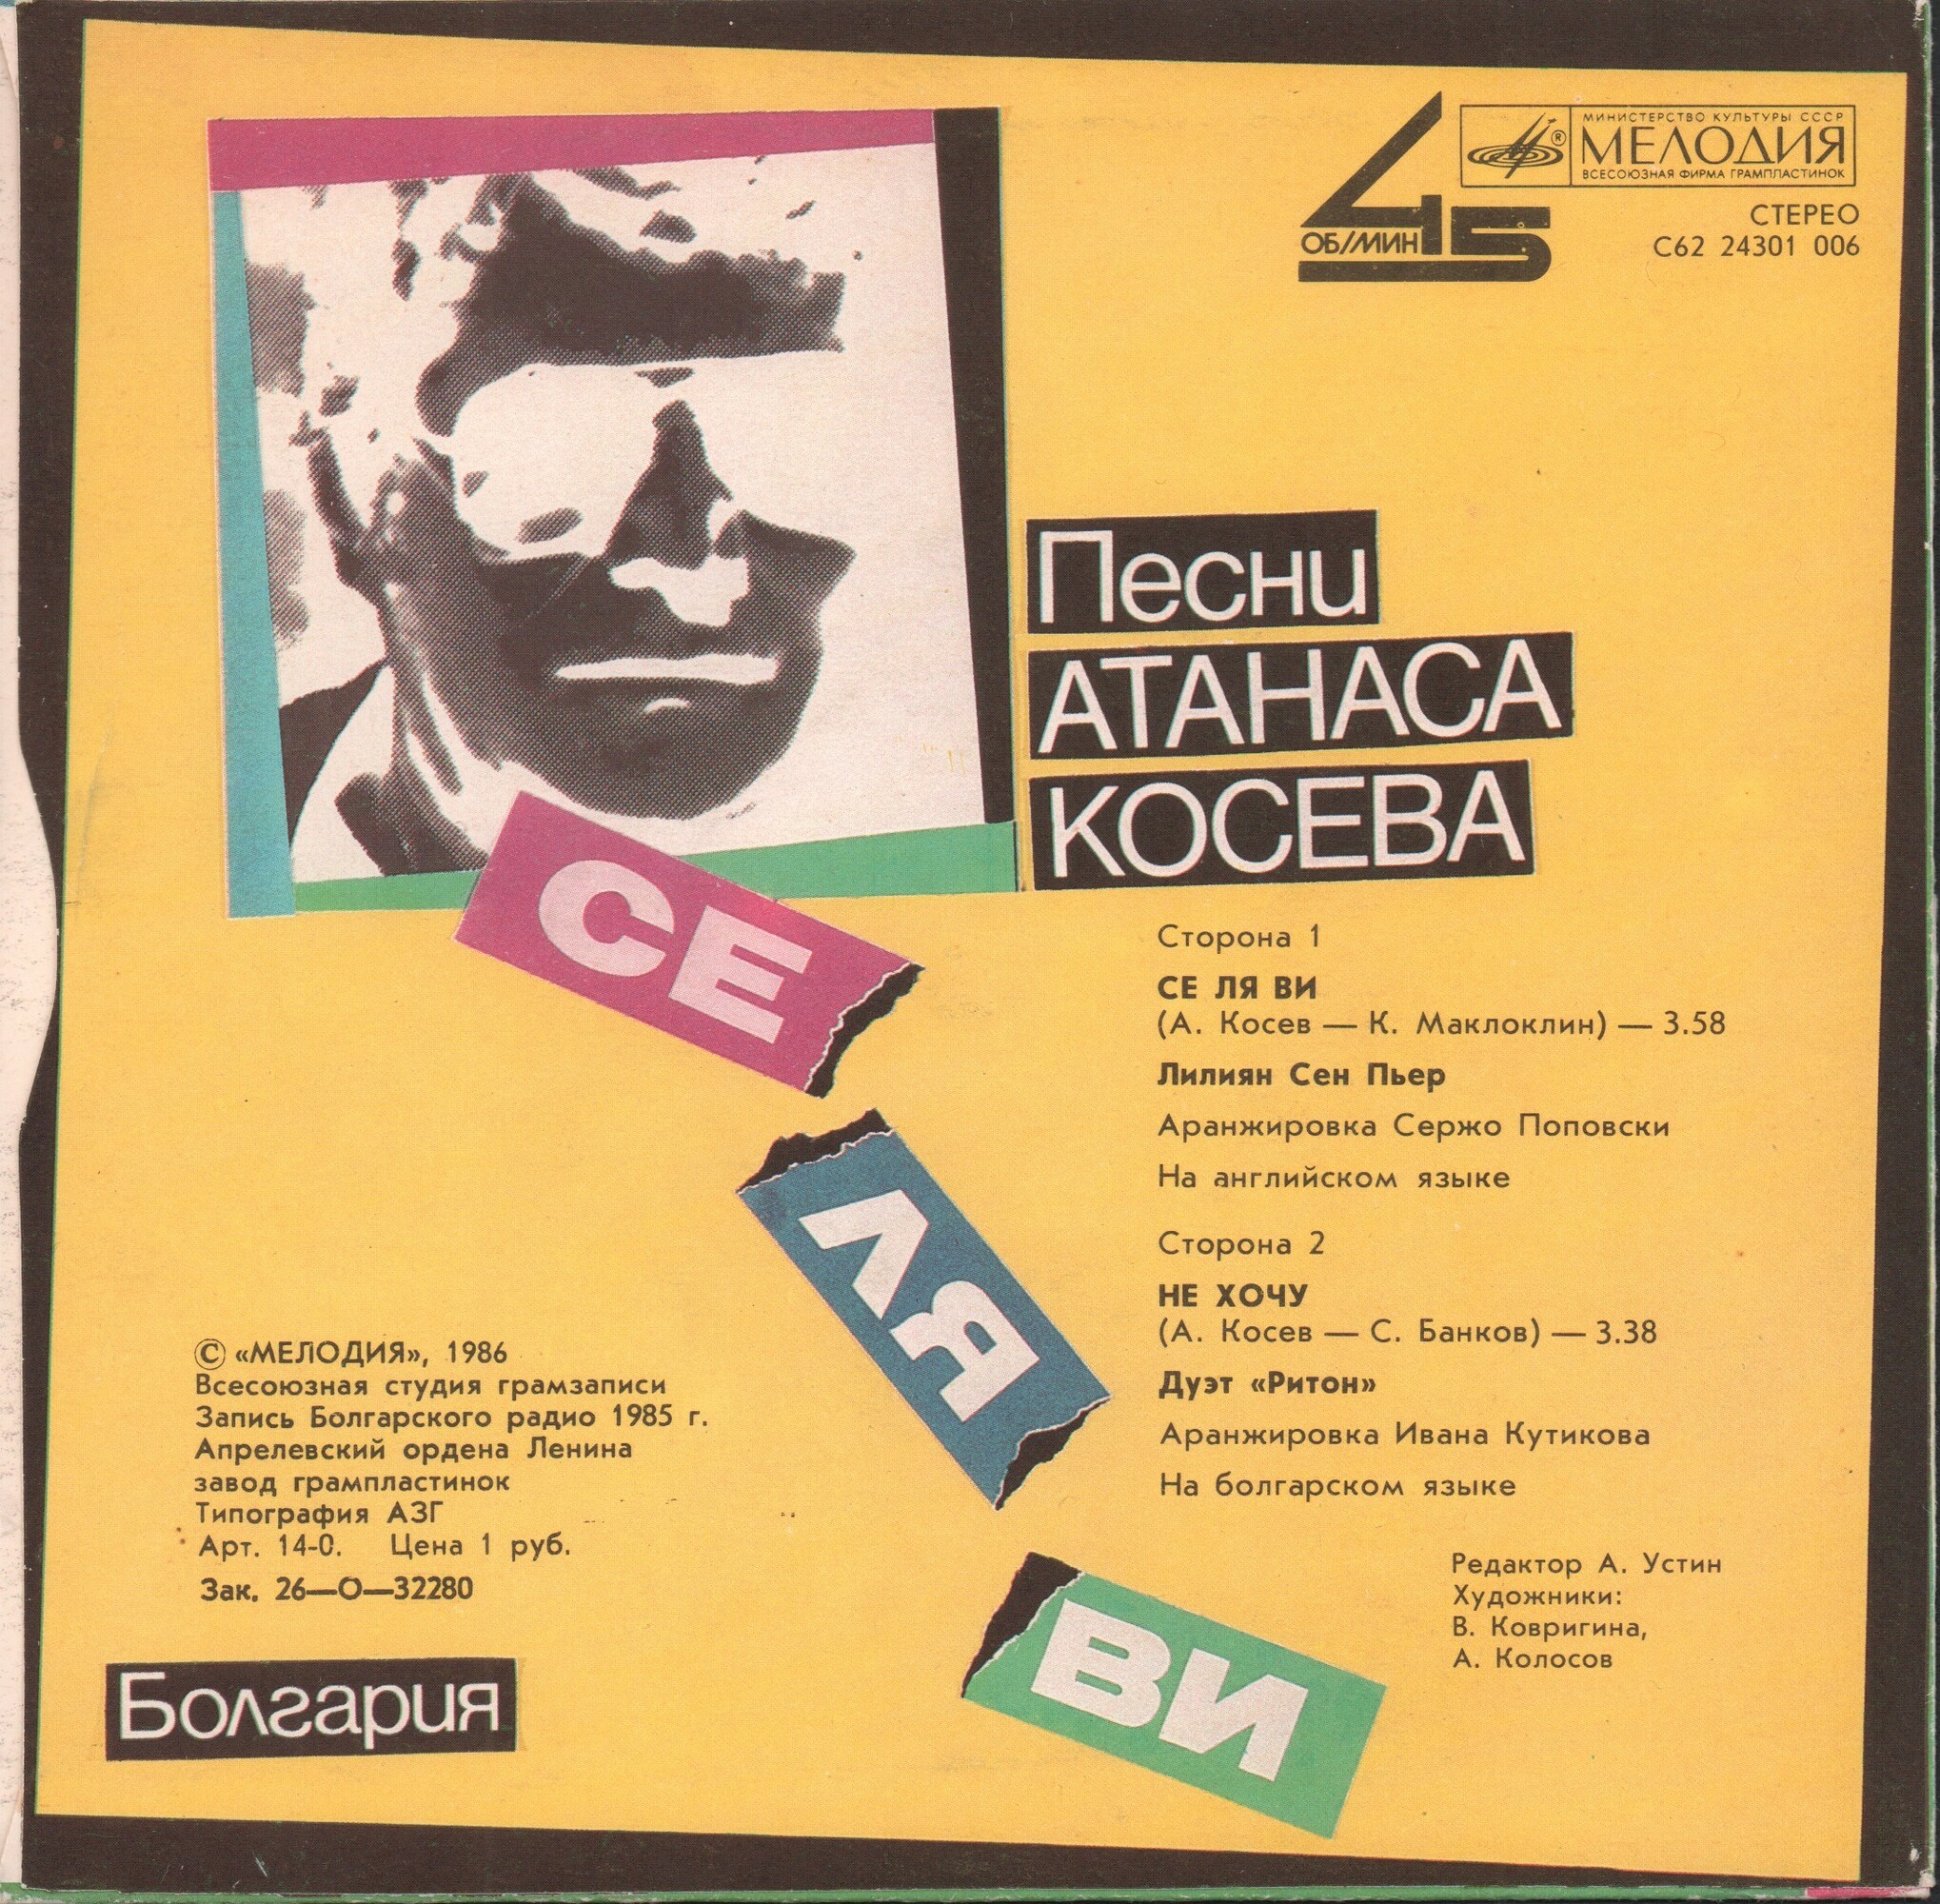 МИНИСТЕРСТВО КУЛЬТУРЫ СССР
МЕЛОДИЯ
ВСЕСОЮЗНАЯ ФИРМА ГРАМПЛАСТИНОК
®
45
ОБ/МИН
СТЕРЕО
С62 24301 006
Песни
АТАНАСА
КОСЕВА
СЕ
ЛЯ
ВИ
Сторона 1
СЕ ЛЯ ВИ
(А. Косев — К. Маклоклин) — 3.58
Лилиян Сен Пьер
Аранжировка Сержо Поповски
На английском языке
Сторона 2
НЕ ХОЧУ
(А. Косев — С. Банков) — 3.38
Дуэт «Ритон»
Аранжировка Ивана Кутикова
На болгарском языке
Редактор А. Устин
Художники:
В. Ковригина,
А. Колосов
© «МЕЛОДИЯ», 1986
Всесоюзная студия грамзаписи
Запись Болгарского радио 1985 г.
Апрелевский ордена Ленина
завод грампластинок
Типография АЗГ
Арт. 14-0. Цена 1 руб.
Зак. 26—О—32280
Болгария